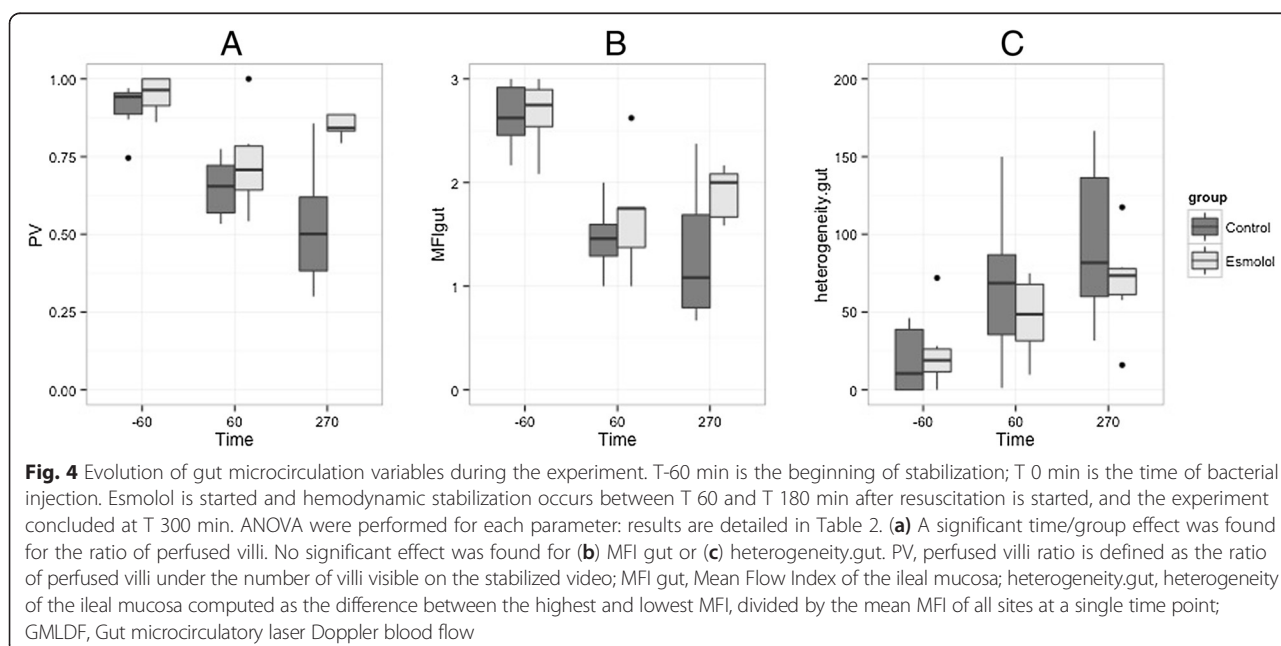 A
B
C
1.00
0.75
0.50
0.25
0.00
PV
-60
60
270
Time
3
2
1
0
MFIgut
-60
60
270
Time
200
150
100
50
0
heterogeneity.gut
-60
60
270
Time
group
Control
Esmolol
Fig. 4 Evolution of gut microcirculation variables during the experiment. T-60 min is the beginning of stabilization; T 0 min is the time of bacterial
injection. Esmolol is started and hemodynamic stabilization occurs between T 60 and T 180 min after resuscitation is started, and the experiment
concluded at T 300 min. ANOVA were performed for each parameter: results are detailed in Table 2. (a) A significant time/group effect was found
for the ratio of perfused villi. No significant effect was found for (b) MFI gut or (c) heterogeneity.gut. PV, perfused villi ratio is defined as the ratio
of perfused villi under the number of villi visible on the stabilized video; MFI gut, Mean Flow Index of the ileal mucosa; heterogeneity.gut, heterogeneity
of the ileal mucosa computed as the difference between the highest and lowest MFI, divided by the mean MFI of all sites at a single time point;
GMLDF, Gut microcirculatory laser Doppler blood flow